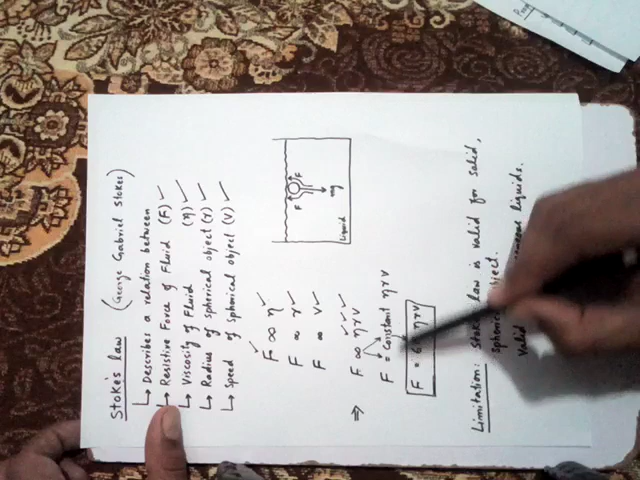 Stoke's law (George Gabriel Stokes)
↳ Describes a relation between
↳ Resistive Force of Fluid (F) ✓
↳ Viscosity of Fluid (η) ✓
↳ Radius of spherical object (r) ✓
↳ Speed of spherical object (v) ✓
F ∝ η ✓
F ∝ r ✓
F ∝ v ✓
⇒ F ∝ ηrv
F = Constant ηrv
F = 6 ηrv
F F
mg
Liquid
Limitation: Stoke's law is valid for solid,
spherical object.
Valid liquids.